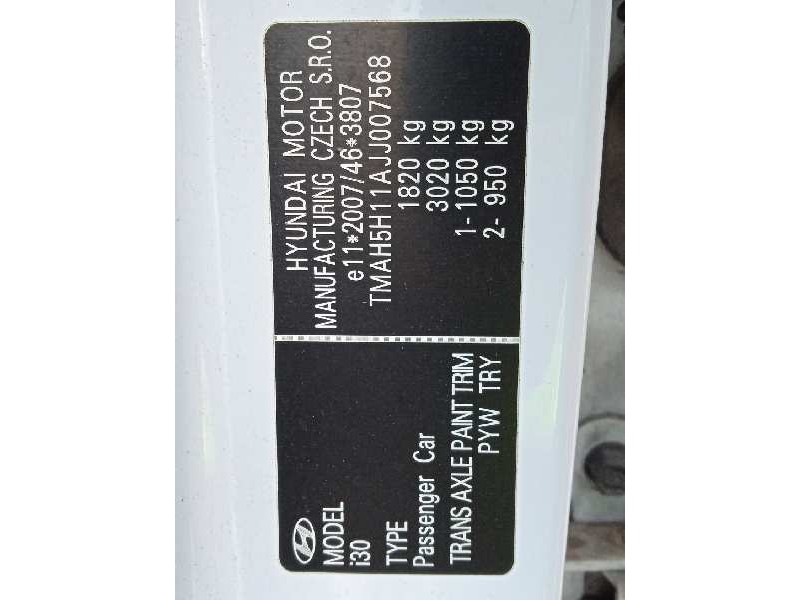 MODEL
i30
TYPE
Passenger Car
TRANS AXLE PAINT TRIM
PYW TRY
HYUNDAI MOTOR
MANUFACTURING CZECH S.R.O.
e11*2007/46*3807
TMAH5H11AJJ007568
1820 kg
3020 kg
1- 1050 kg
2- 950 kg